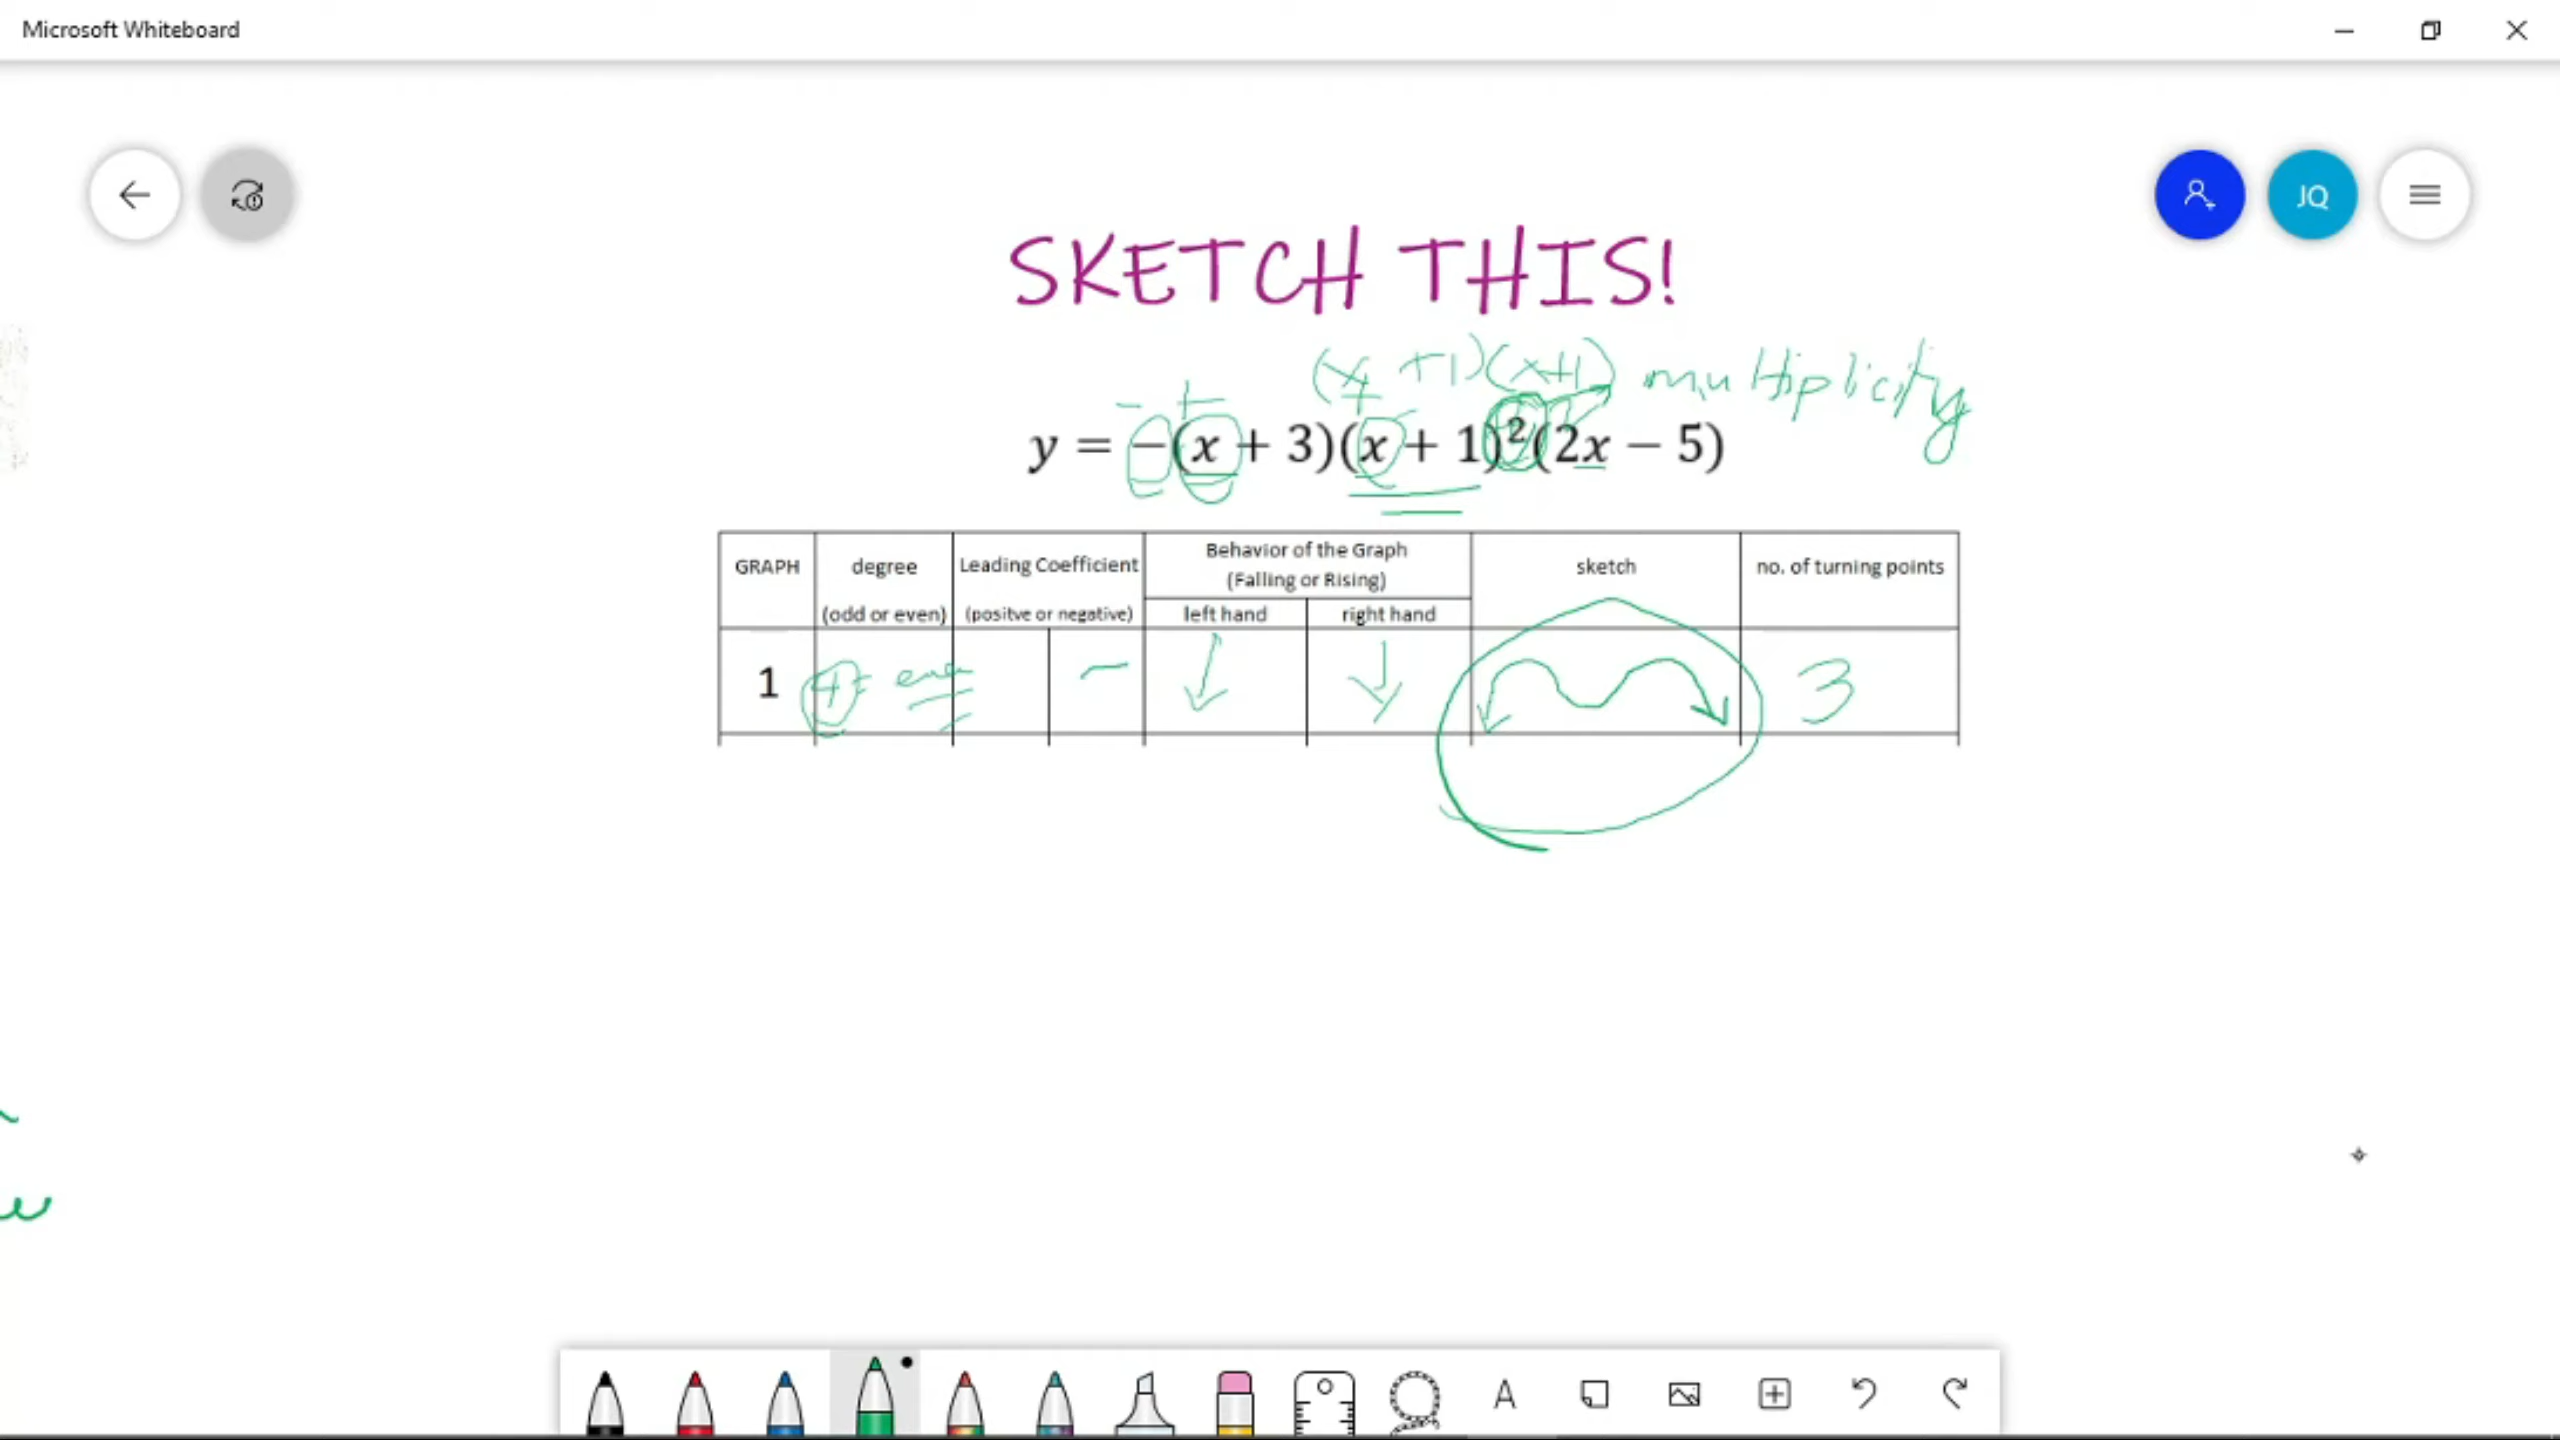 Microsoft Whiteboard
JQ
SKETCH THIS!
(x +1)(x+1) multiplicity
- +
y = −(x + 3)(x + 1)²(2x − 5)
GRAPH degree (odd or even) Leading Coefficient (positve or negative) Behavior of the Graph (Falling or Rising) left hand right hand sketch no. of turning points
1 4 = even - ↓ ↓ 3
A